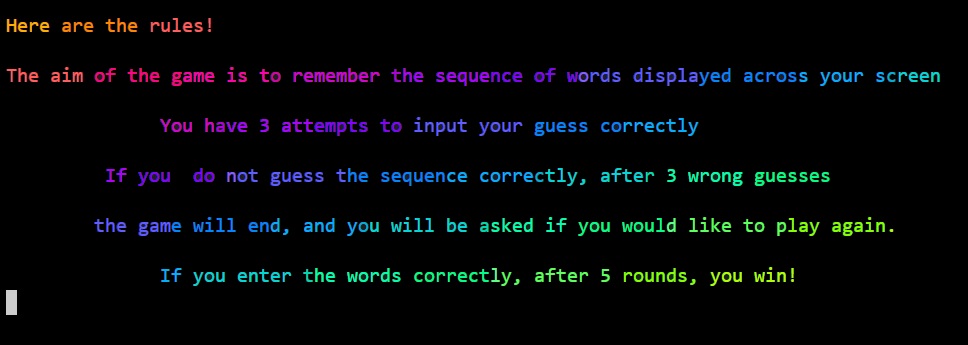 Here are the rules!
The aim of the game is to remember the sequence of words displayed across your screen
You have 3 attempts to input your guess correctly
If you  do not guess the sequence correctly, after 3 wrong guesses
the game will end, and you will be asked if you would like to play again.
If you enter the words correctly, after 5 rounds, you win!